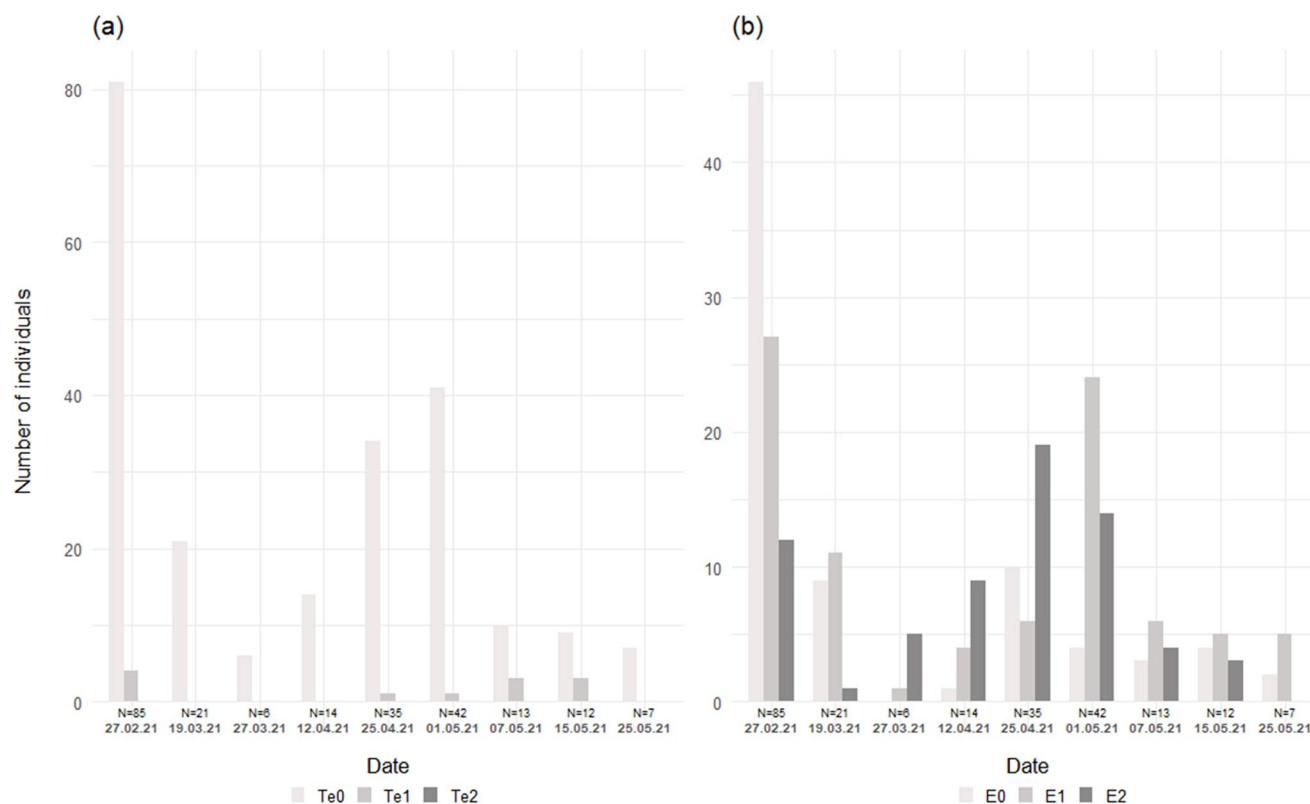 (a)
Number of individuals
80
60
40
20
0
N=85 N=21 N=6 N=14 N=35 N=42 N=13 N=12 N=7
27.02.21 19.03.21 27.03.21 12.04.21 25.04.21 01.05.21 07.05.21 15.05.21 25.05.21
Date
Te0 Te1 Te2
(b)
40
30
20
10
0
N=85 N=21 N=6 N=14 N=35 N=42 N=13 N=12 N=7
27.02.21 19.03.21 27.03.21 12.04.21 25.04.21 01.05.21 07.05.21 15.05.21 25.05.21
Date
E0 E1 E2